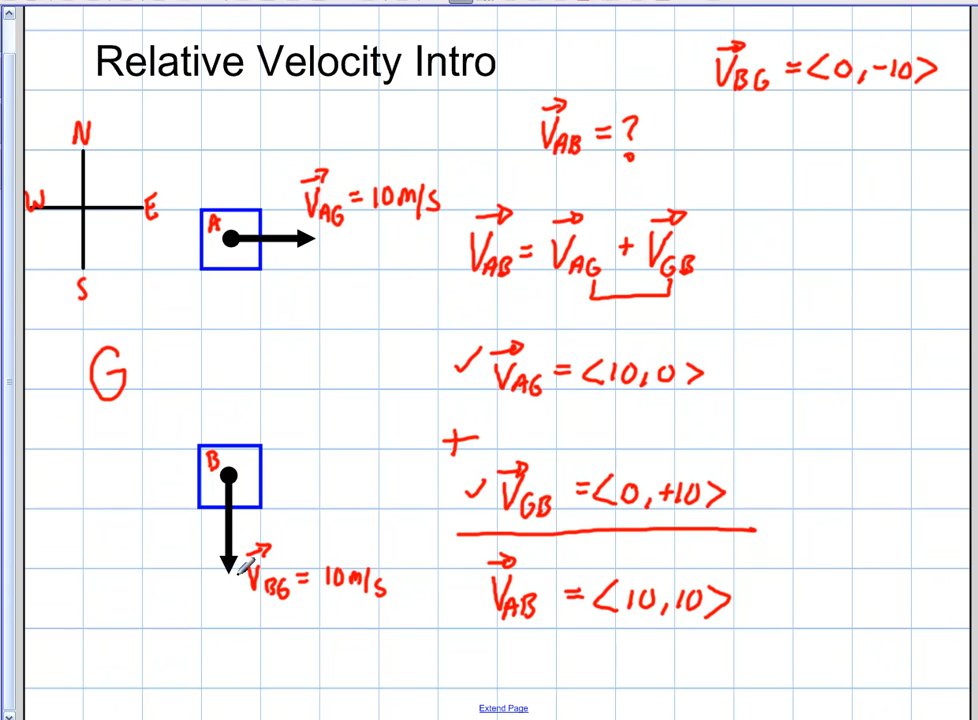 Relative Velocity Intro
V⃗BG = <0, -10>
N
V⃗AB = ?
W
E
V⃗AG = 10 m/s
A
V⃗AB = V⃗AG + V⃗GB
S
G
✓ V⃗AG = <10, 0>
+
B
✓ V⃗GB = <0, +10>
V⃗BG = 10 m/s
V⃗AB = <10, 10>
Extend Page